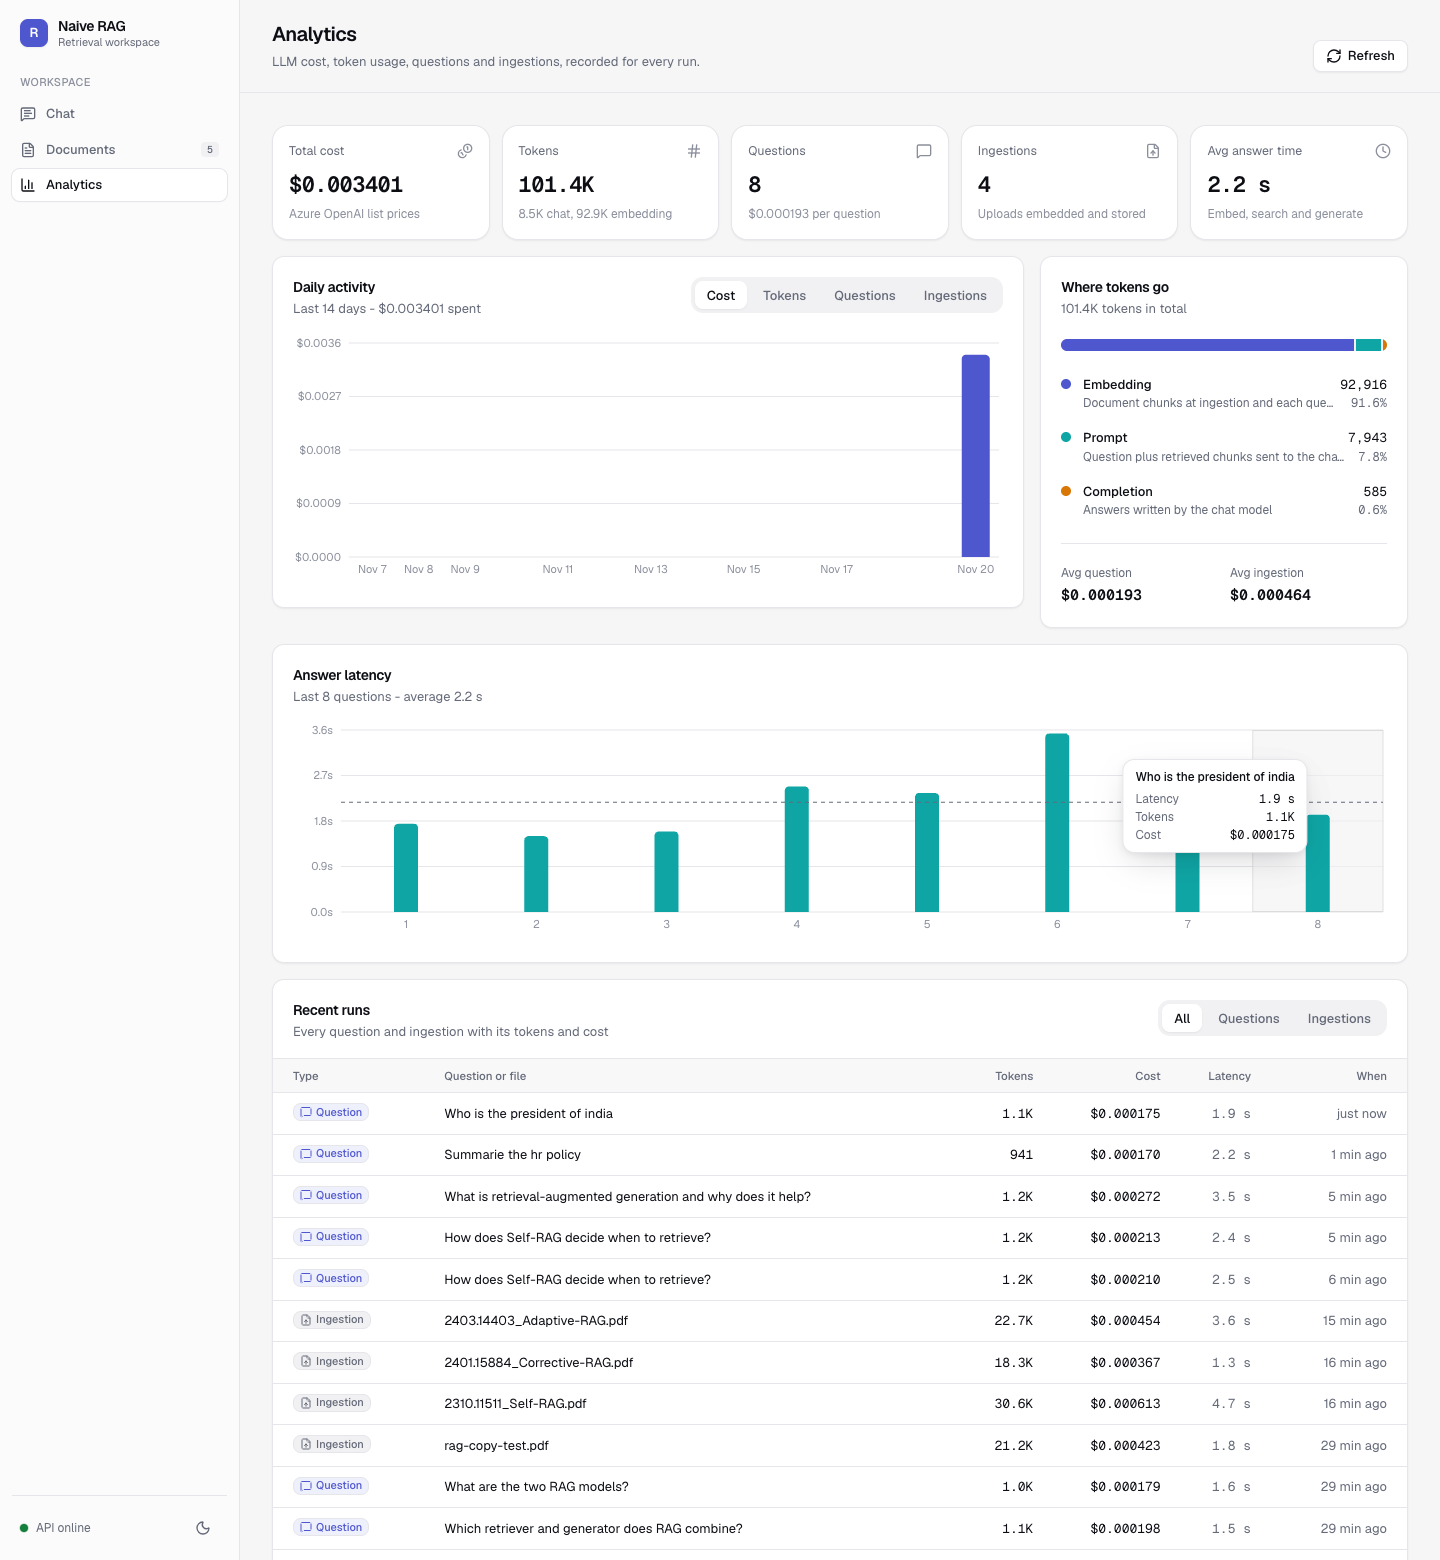 R
Naive RAG
Retrieval workspace
WORKSPACE
Chat
Documents 5
Analytics
API online
Analytics
LLM cost, token usage, questions and ingestions, recorded for every run.
Refresh
Total cost
$0.003401
Azure OpenAI list prices
Tokens
101.4K
8.5K chat, 92.9K embedding
Questions
8
$0.000193 per question
Ingestions
4
Uploads embedded and stored
Avg answer time
2.2 s
Embed, search and generate
Daily activity
Last 14 days - $0.003401 spent
Cost Tokens Questions Ingestions
$0.0036
$0.0027
$0.0018
$0.0009
$0.0000
Nov 7 Nov 8 Nov 9 Nov 11 Nov 13 Nov 15 Nov 17 Nov 20
Where tokens go
101.4K tokens in total
Embedding 92,916
Document chunks at ingestion and each que… 91.6%
Prompt 7,943
Question plus retrieved chunks sent to the cha… 7.8%
Completion 585
Answers written by the chat model 0.6%
Avg question Avg ingestion
$0.000193 $0.000464
Answer latency
Last 8 questions - average 2.2 s
3.6s
2.7s
1.8s
0.9s
0.0s
1 2 3 4 5 6 7 8
Who is the president of india
Latency 1.9 s
Tokens 1.1K
Cost $0.000175
Recent runs
Every question and ingestion with its tokens and cost
All Questions Ingestions
Type Question or file Tokens Cost Latency When
Question Who is the president of india 1.1K $0.000175 1.9 s just now
Question Summarie the hr policy 941 $0.000170 2.2 s 1 min ago
Question What is retrieval-augmented generation and why does it help? 1.2K $0.000272 3.5 s 5 min ago
Question How does Self-RAG decide when to retrieve? 1.2K $0.000213 2.4 s 5 min ago
Question How does Self-RAG decide when to retrieve? 1.2K $0.000210 2.5 s 6 min ago
Ingestion 2403.14403_Adaptive-RAG.pdf 22.7K $0.000454 3.6 s 15 min ago
Ingestion 2401.15884_Corrective-RAG.pdf 18.3K $0.000367 1.3 s 16 min ago
Ingestion 2310.11511_Self-RAG.pdf 30.6K $0.000613 4.7 s 16 min ago
Ingestion rag-copy-test.pdf 21.2K $0.000423 1.8 s 29 min ago
Question What are the two RAG models? 1.0K $0.000179 1.6 s 29 min ago
Question Which retriever and generator does RAG combine? 1.1K $0.000198 1.5 s 29 min ago